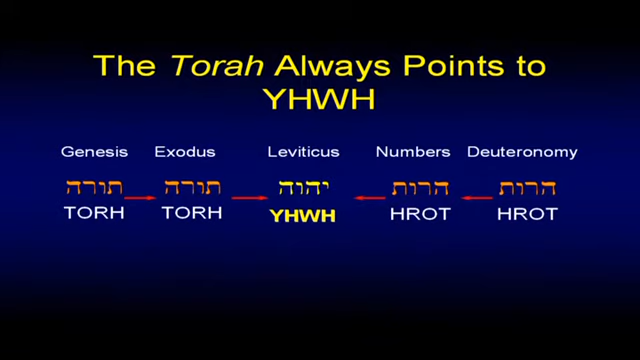 The Torah Always Points to
YHWH
Genesis Exodus Leviticus Numbers Deuteronomy
תורה תורה יהוה הרות הרות
TORH TORH YHWH HROT HROT